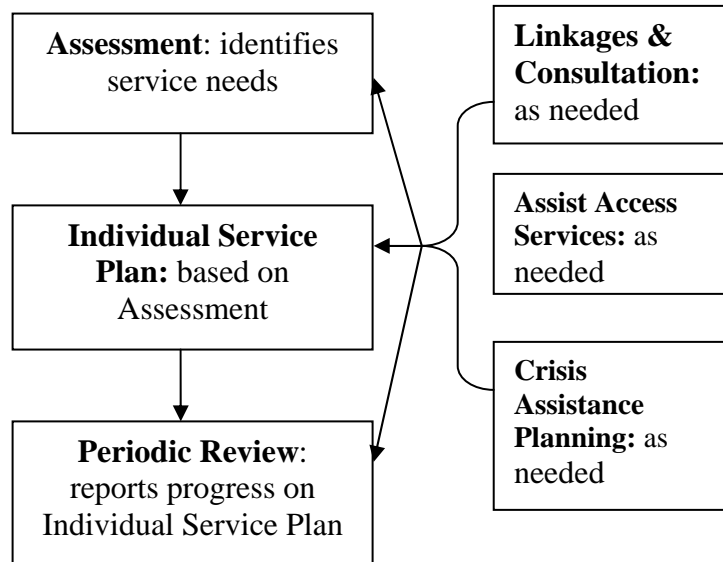 Assessment: identifies
service needs
Individual Service
Plan: based on
Assessment
Periodic Review:
reports progress on
Individual Service Plan
Linkages &
Consultation:
as needed
Assist Access
Services: as
needed
Crisis
Assistance
Planning: as
needed